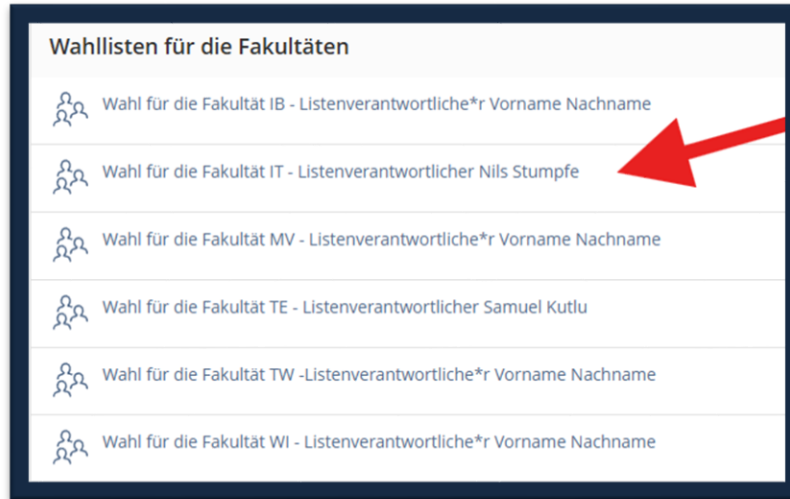 Wahllisten für die Fakultäten
Wahl für die Fakultät IB - Listenverantwortliche*r Vorname Nachname
Wahl für die Fakultät IT - Listenverantwortlicher Nils Stumpfe
Wahl für die Fakultät MV - Listenverantwortliche*r Vorname Nachname
Wahl für die Fakultät TE - Listenverantwortlicher Samuel Kutlu
Wahl für die Fakultät TW -Listenverantwortliche*r Vorname Nachname
Wahl für die Fakultät WI - Listenverantwortliche*r Vorname Nachname